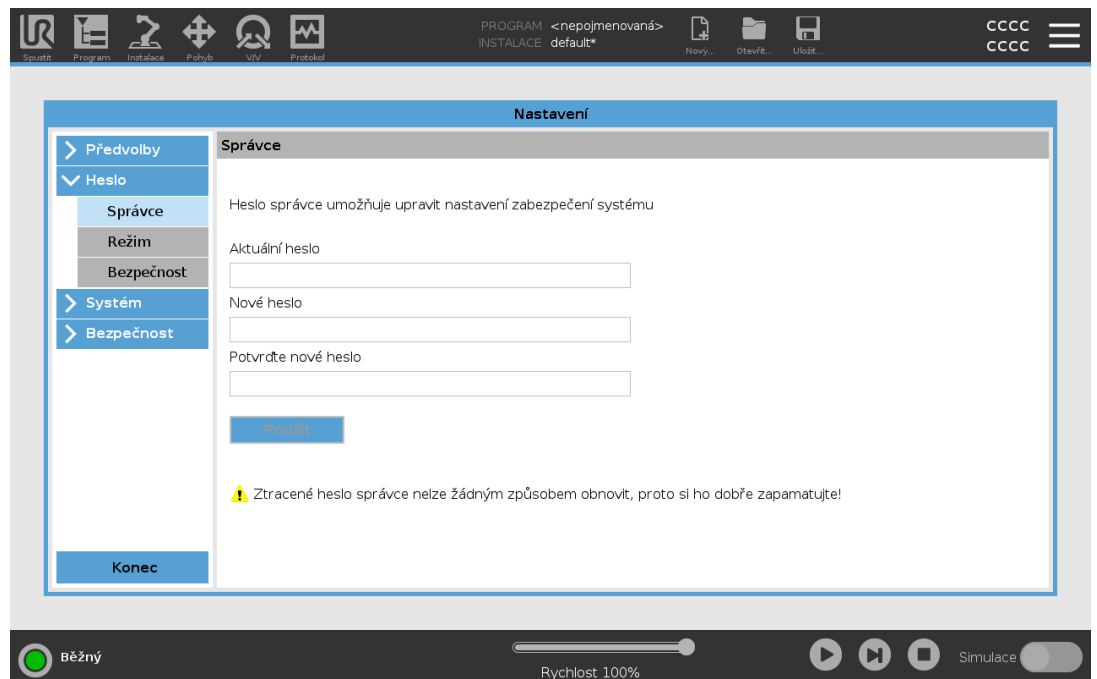 UR
PROGRAM <nepojmenovaná>
INSTALACE default*
CCCC
CCCC
Spustit Program Instalace Pohyb V/V Protokol Nový... Otevřít... Uložit...
Nastavení
Předvolby
Heslo
Správce
Režim
Bezpečnost
Systém
Bezpečnost
Konec
Správce
Heslo správce umožňuje upravit nastavení zabezpečení systému
Aktuální heslo
Nové heslo
Potvrďte nové heslo
Použít
Ztracené heslo správce nelze žádným způsobem obnovit, proto si ho dobře zapamatujte!
Běžný
Rychlost 100%
Simulace